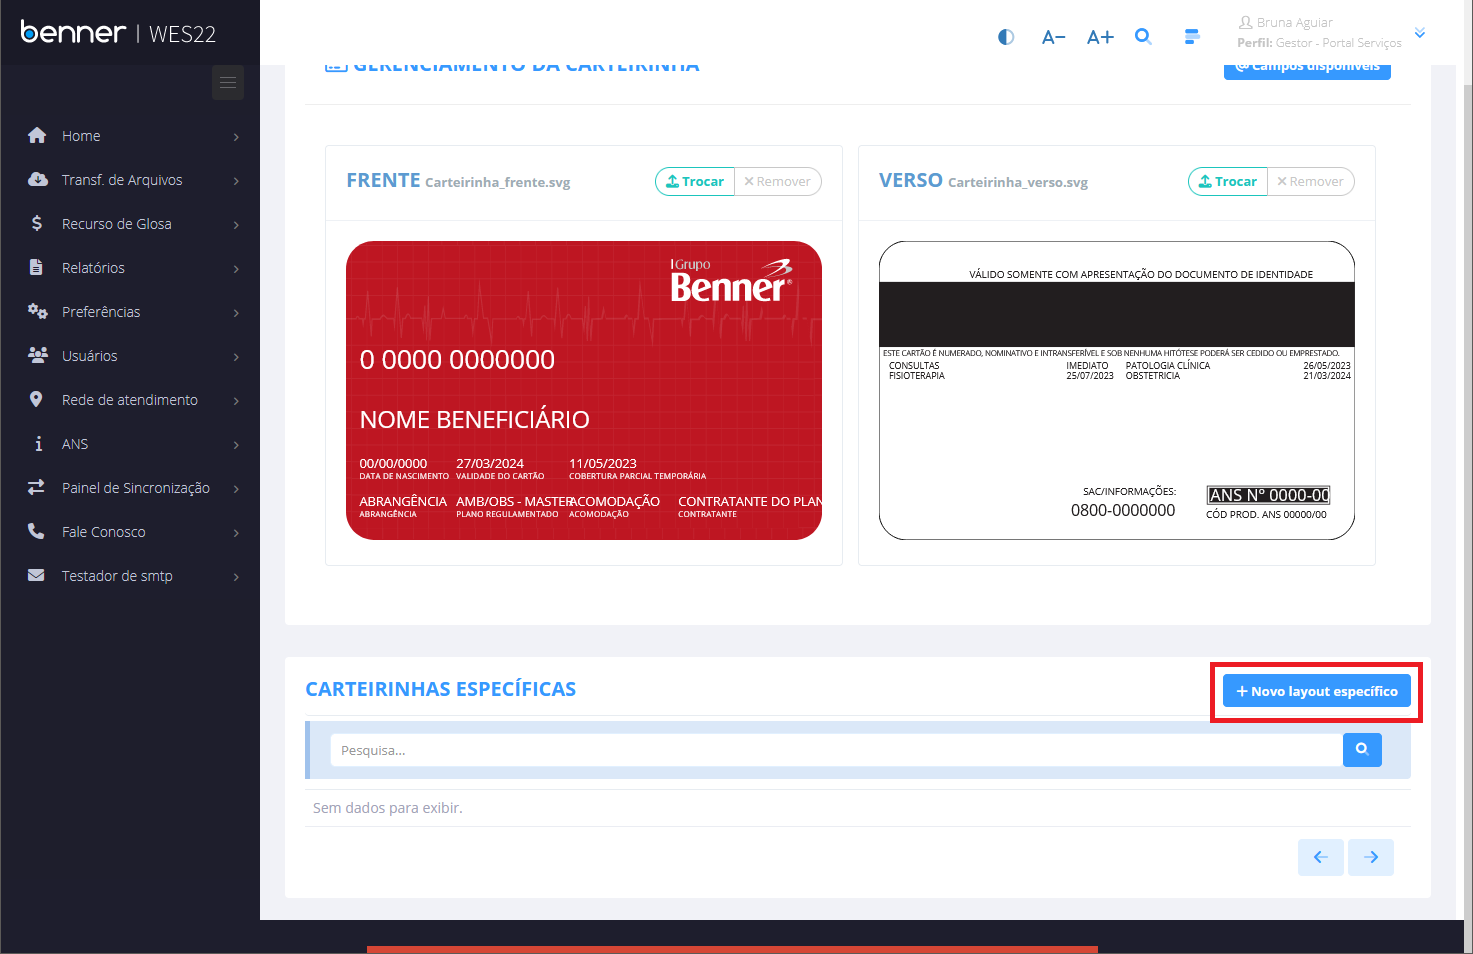 benner | WES22
A− A+ Bruna Aguiar
Perfil: Gestor - Portal Serviços
GERENCIAMENTO DA CARTEIRINHA
@ Campos disponíveis
Home
Transf. de Arquivos
Recurso de Glosa
Relatórios
Preferências
Usuários
Rede de atendimento
ANS
Painel de Sincronização
Fale Conosco
Testador de smtp
FRENTE Carteirinha_frente.svg
Trocar
Remover
Grupo
Benner®
0 0000 0000000
NOME BENEFICIÁRIO
00/00/0000 27/03/2024 11/05/2023
DATA DE NASCIMENTO VALIDADE DO CARTÃO COBERTURA PARCIAL TEMPORÁRIA
ABRANGÊNCIA AMB/OBS - MASTER ACOMODAÇÃO CONTRATANTE DO PLAN
ABRANGÊNCIA PLANO REGULAMENTADO ACOMODAÇÃO CONTRATANTE
VERSO Carteirinha_verso.svg
Trocar
Remover
VÁLIDO SOMENTE COM APRESENTAÇÃO DO DOCUMENTO DE IDENTIDADE
ESTE CARTÃO É NUMERADO, NOMINATIVO E INTRANSFERÍVEL E SOB NENHUMA HITÓTESE PODERÁ SER CEDIDO OU EMPRESTADO.
CONSULTAS IMEDIATO PATOLOGIA CLÍNICA 26/05/2023
FISIOTERAPIA 25/07/2023 OBSTETRICIA 21/03/2024
SAC/INFORMAÇÕES:
0800-0000000
ANS Nº 0000-00
CÓD PROD. ANS 00000/00
CARTEIRINHAS ESPECÍFICAS
+ Novo layout específico
Pesquisa...
Sem dados para exibir.